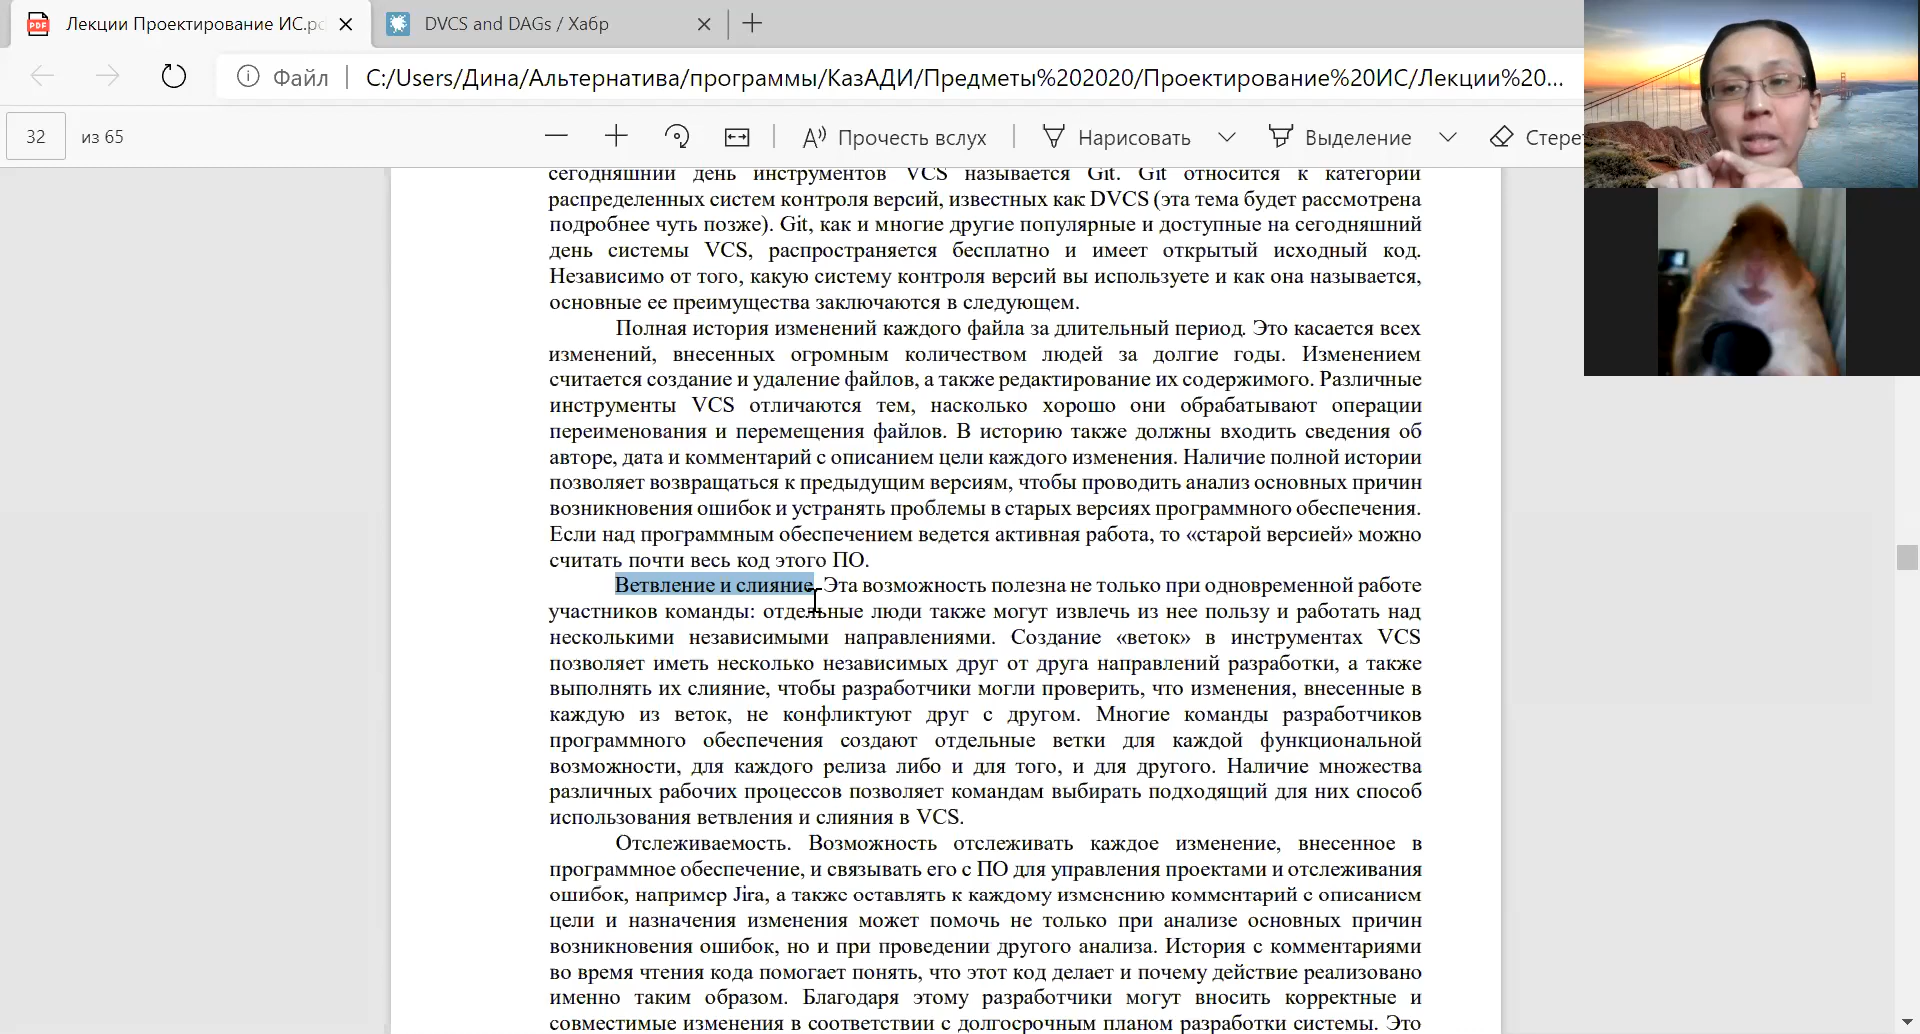 Лекции Проектирование ИС.pc
DVCS and DAGs / Хабр
Файл
C:/Users/Дина/Альтернатива/программы/КазАДИ/Предметы%202020/Проектирование%20ИС/Лекции%20...
32 из 65
Прочесть вслух
Нарисовать
Выделение
Стерет
сегодняшний день инструментов VCS называется Git. Git относится к категории
распределенных систем контроля версий, известных как DVCS (эта тема будет рассмотрена
подробнее чуть позже). Git, как и многие другие популярные и доступные на сегодняшний
день системы VCS, распространяется бесплатно и имеет открытый исходный код.
Независимо от того, какую систему контроля версий вы используете и как она называется,
основные ее преимущества заключаются в следующем.
Полная история изменений каждого файла за длительный период. Это касается всех
изменений, внесенных огромным количеством людей за долгие годы. Изменением
считается создание и удаление файлов, а также редактирование их содержимого. Различные
инструменты VCS отличаются тем, насколько хорошо они обрабатывают операции
переименования и перемещения файлов. В историю также должны входить сведения об
авторе, дата и комментарий с описанием цели каждого изменения. Наличие полной истории
позволяет возвращаться к предыдущим версиям, чтобы проводить анализ основных причин
возникновения ошибок и устранять проблемы в старых версиях программного обеспечения.
Если над программным обеспечением ведется активная работа, то «старой версией» можно
считать почти весь код этого ПО.
Ветвление и слияние. Эта возможность полезна не только при одновременной работе
участников команды: отдельные люди также могут извлечь из нее пользу и работать над
несколькими независимыми направлениями. Создание «веток» в инструментах VCS
позволяет иметь несколько независимых друг от друга направлений разработки, а также
выполнять их слияние, чтобы разработчики могли проверить, что изменения, внесенные в
каждую из веток, не конфликтуют друг с другом. Многие команды разработчиков
программного обеспечения создают отдельные ветки для каждой функциональной
возможности, для каждого релиза либо и для того, и для другого. Наличие множества
различных рабочих процессов позволяет командам выбирать подходящий для них способ
использования ветвления и слияния в VCS.
Отслеживаемость. Возможность отслеживать каждое изменение, внесенное в
программное обеспечение, и связывать его с ПО для управления проектами и отслеживания
ошибок, например Jira, а также оставлять к каждому изменению комментарий с описанием
цели и назначения изменения может помочь не только при анализе основных причин
возникновения ошибок, но и при проведении другого анализа. История с комментариями
во время чтения кода помогает понять, что этот код делает и почему действие реализовано
именно таким образом. Благодаря этому разработчики могут вносить корректные и
совместимые изменения в соответствии с долгосрочным планом разработки системы. Это